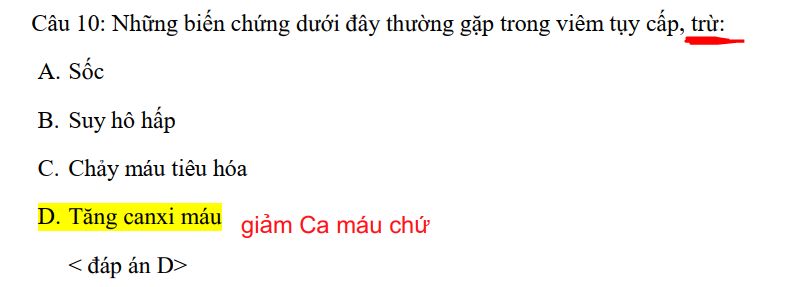 Câu 10: Những biến chứng dưới đây thường gặp trong viêm tụy cấp, trừ:
A. Sốc
B. Suy hô hấp
C. Chảy máu tiêu hóa
D. Tăng canxi máu giảm Ca máu chứ
< đáp án D>